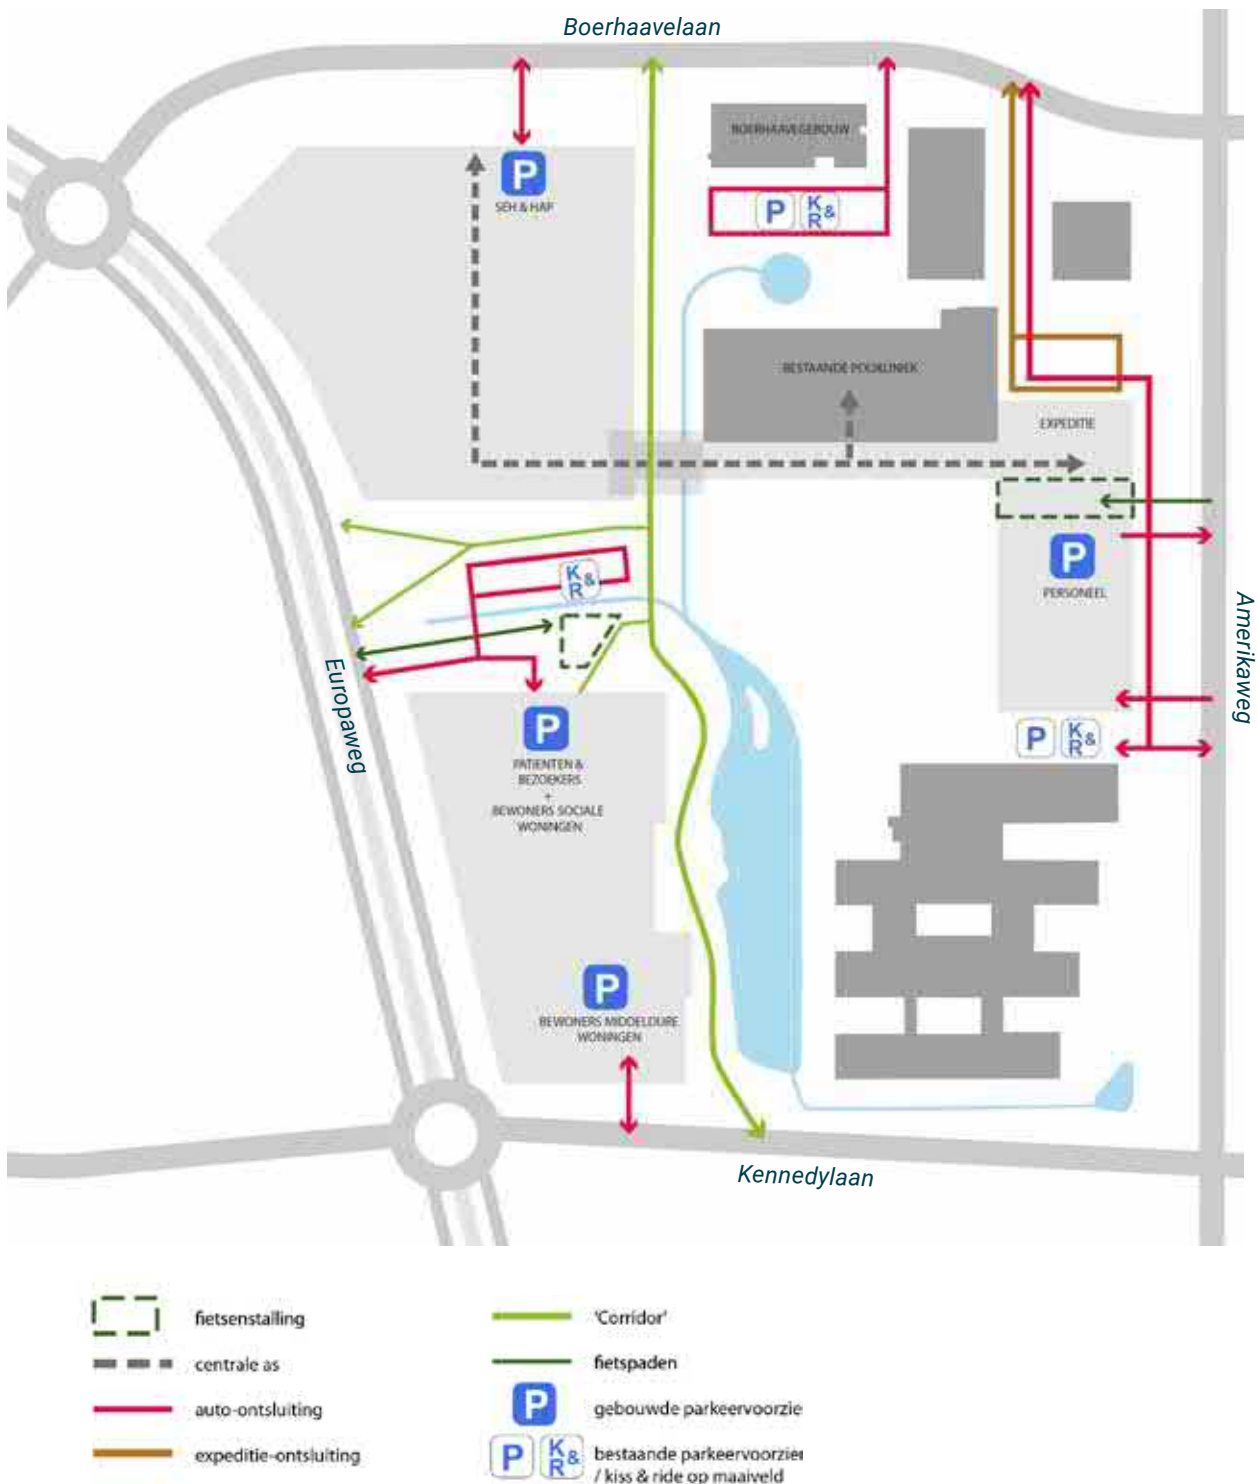 Boerhaavelaan
BOERHAAVEGEBOUW
P
SEH & HAP
P K&R
BESTAANDE POLIKLINIEK
EXPEDITIE
P
PERSONEEL
K&R
Amerikaweg
Europaweg
P
PATIENTEN &
BEZOEKERS
+
BEWONERS SOCIALE
WONINGEN
P K&R
P
BEWONERS MIDDELDURE
WONINGEN
Kennedylaan
fietsenstalling
centrale as
auto-ontsluiting
expeditie-ontsluiting
'Corridor'
fietspaden
P
gebouwde parkeervoorzie
P K&R
bestaande parkeervoorzier
/ kiss & ride op maaiveld